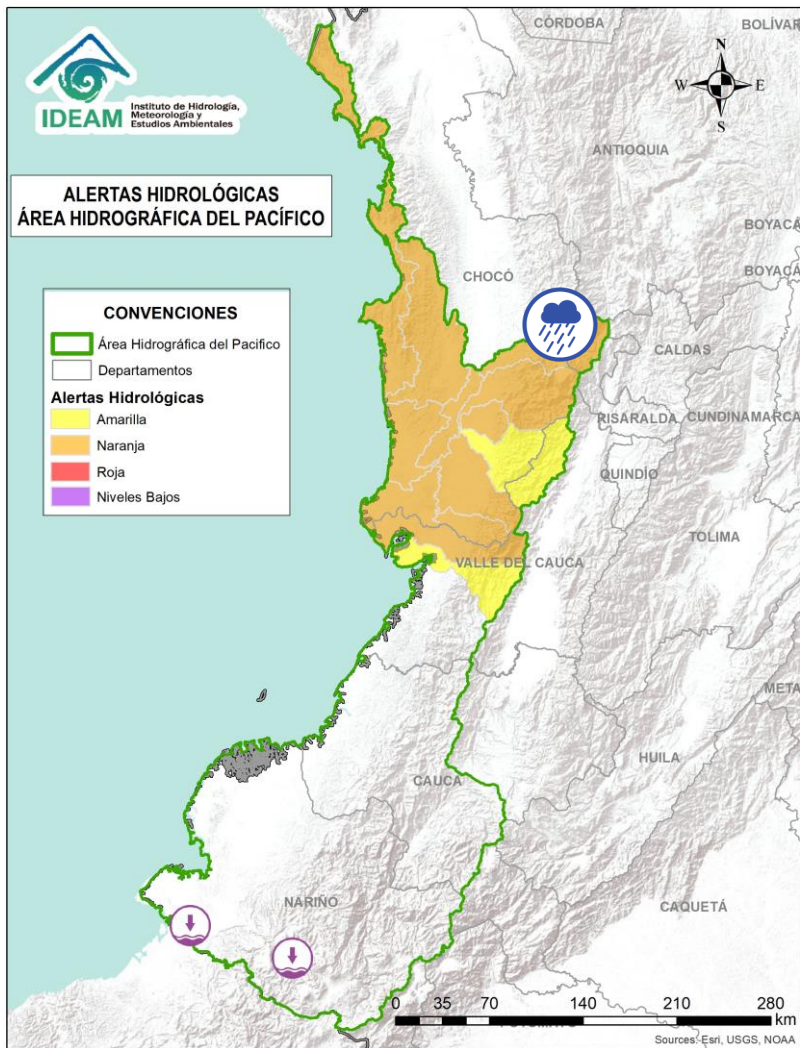 CÓRDOBA
BOLÍVAR
N
W
E
S
IDEAM
Instituto de Hidrología,
Meteorología y
Estudios Ambientales
ANTIOQUIA
ALERTAS HIDROLÓGICAS
ÁREA HIDROGRÁFICA DEL PACÍFICO
BOYACÁ
BOYACÁ
CHOCÓ
CONVENCIONES
Área Hidrográfica del Pacifico
Departamentos
Alertas Hidrológicas
Amarilla
Naranja
Roja
Niveles Bajos
CALDAS
RISARALDA
CUNDINAMARCA
QUINDÍO
TOLIMA
VALLE DEL CAUCA
META
HUILA
CAUCA
NARIÑO
CAQUETÁ
0 35 70 140 210 280
km
Sources: Esri, USGS, NOAA